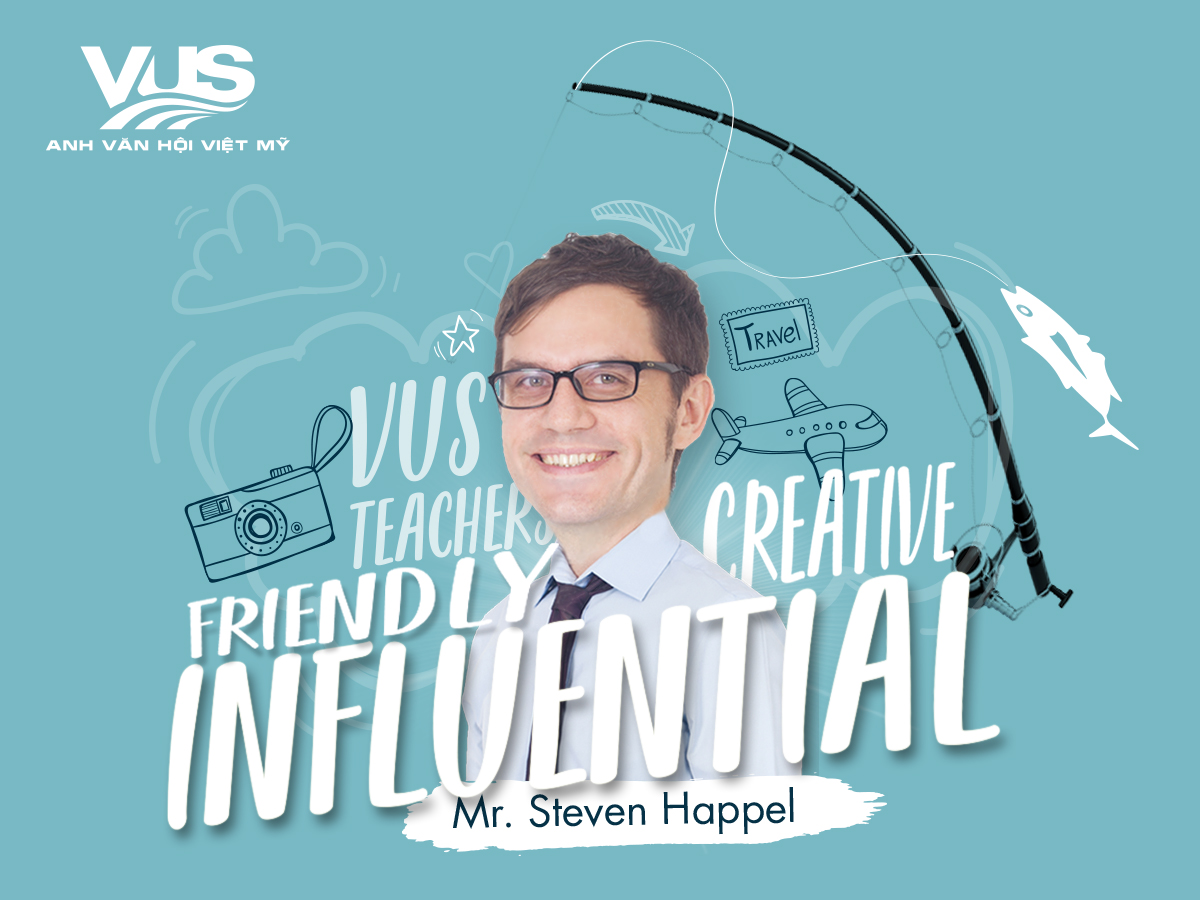 VUS
ANH VĂN HỘI VIỆT MỸ
TRAVEL
VUS
TEACHERS
FRIENDLY
CREATIVE
INFLUENTIAL
Mr. Steven Happel